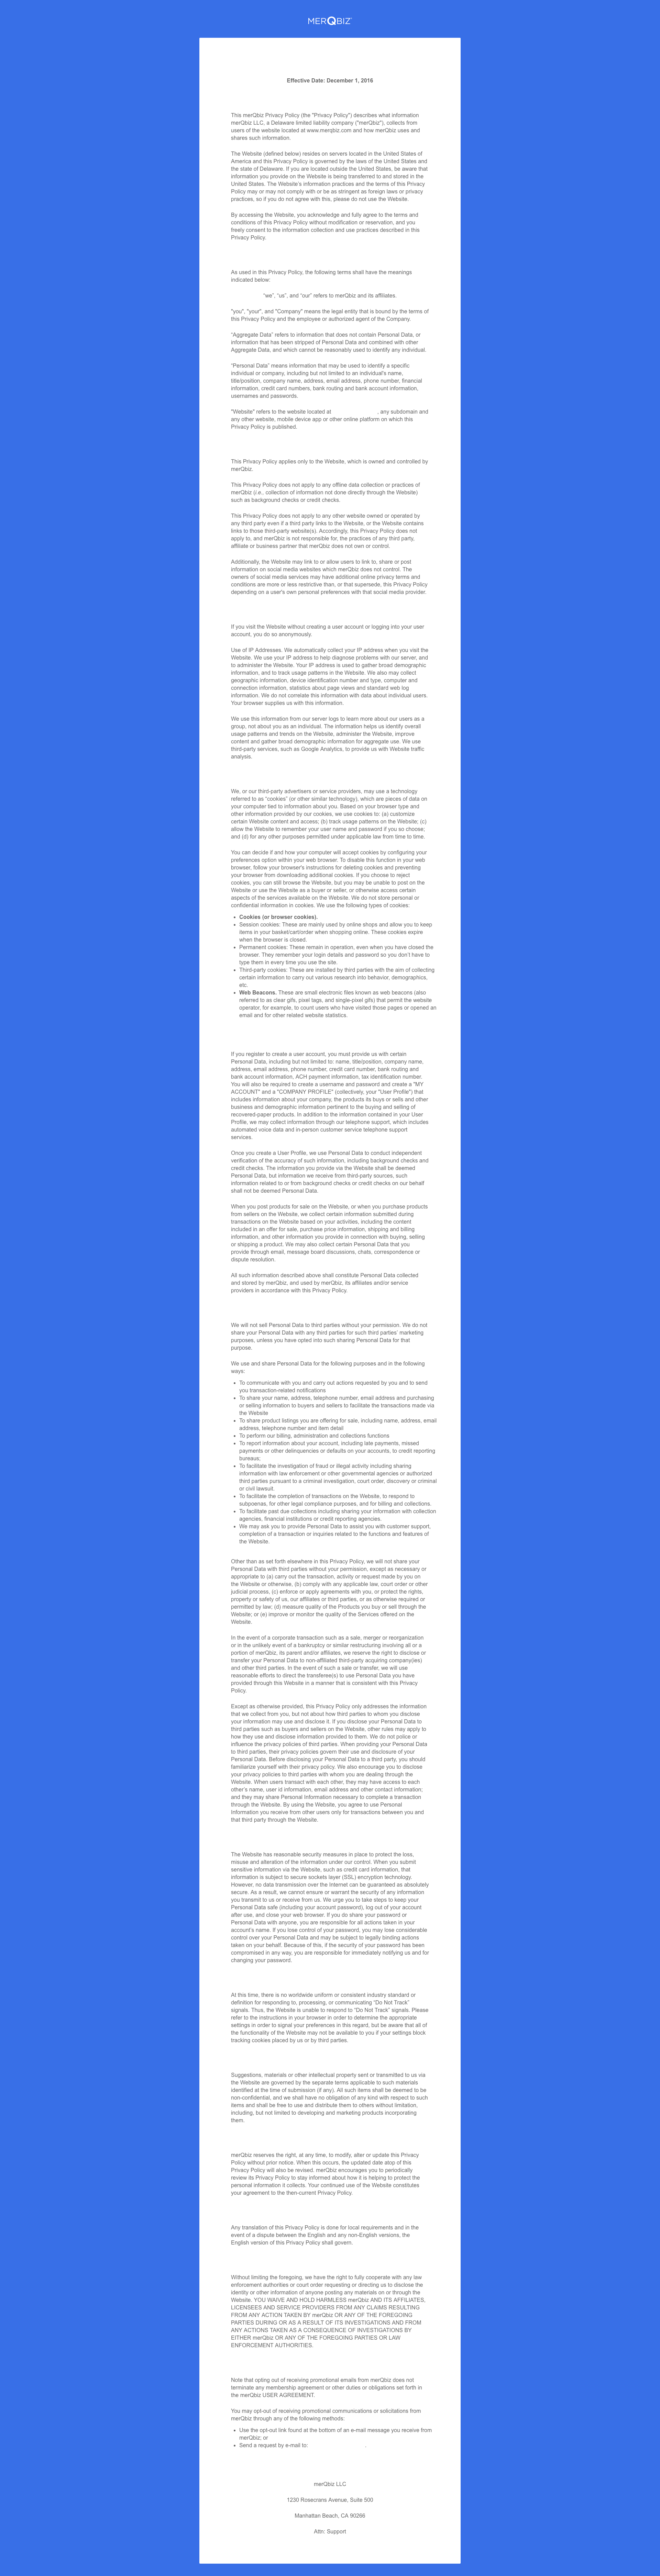 MERQBIZ
Effective Date: December 1, 2016
This merQbiz Privacy Policy (the "Privacy Policy") describes what information
merQbiz LLC, a Delaware limited liability company ("merQbiz"), collects from
users of the website located at www.merqbiz.com and how merQbiz uses and
shares such information.
The Website (defined below) resides on servers located in the United States of
America and this Privacy Policy is governed by the laws of the United States and
the state of Delaware. If you are located outside the United States, be aware that
information you provide on the Website is being transferred to and stored in the
United States. The Website's information practices and the terms of this Privacy
Policy may or may not comply with or be as stringent as foreign laws or privacy
practices, so if you do not agree with this, please do not use the Website.
By accessing the Website, you acknowledge and fully agree to the terms and
conditions of this Privacy Policy without modification or reservation, and you
freely consent to the information collection and use practices described in this
Privacy Policy.
As used in this Privacy Policy, the following terms shall have the meanings
indicated below:
"we", "us", and "our" refers to merQbiz and its affiliates.
"you", "your", and "Company" means the legal entity that is bound by the terms of
this Privacy Policy and the employee or authorized agent of the Company.
"Aggregate Data" refers to information that does not contain Personal Data, or
information that has been stripped of Personal Data and combined with other
Aggregate Data, and which cannot be reasonably used to identify any individual.
"Personal Data" means information that may be used to identify a specific
individual or company, including but not limited to an individual's name,
title/position, company name, address, email address, phone number, financial
information, credit card numbers, bank routing and bank account information,
usernames and passwords.
"Website" refers to the website located at , any subdomain and
any other website, mobile device app or other online platform on which this
Privacy Policy is published.
This Privacy Policy applies only to the Website, which is owned and controlled by
merQbiz.
This Privacy Policy does not apply to any offline data collection or practices of
merQbiz (i.e., collection of information not done directly through the Website)
such as background checks or credit checks.
This Privacy Policy does not apply to any other website owned or operated by
any third party even if a third party links to the Website, or the Website contains
links to those third-party website(s). Accordingly, this Privacy Policy does not
apply to, and merQbiz is not responsible for, the practices of any third party,
affiliate or business partner that merQbiz does not own or control.
Additionally, the Website may link to or allow users to link to, share or post
information on social media websites which merQbiz does not control. The
owners of social media services may have additional online privacy terms and
conditions are more or less restrictive than, or that supersede, this Privacy Policy
depending on a user's own personal preferences with that social media provider.
If you visit the Website without creating a user account or logging into your user
account, you do so anonymously.
Use of IP Addresses. We automatically collect your IP address when you visit the
Website. We use your IP address to help diagnose problems with our server, and
to administer the Website. Your IP address is used to gather broad demographic
information, and to track usage patterns in the Website. We also may collect
geographic information, device identification number and type, computer and
connection information, statistics about page views and standard web log
information. We do not correlate this information with data about individual users.
Your browser supplies us with this information.
We use this information from our server logs to learn more about our users as a
group, not about you as an individual. The information helps us identify overall
usage patterns and trends on the Website, administer the Website, improve
content and gather broad demographic information for aggregate use. We use
third-party services, such as Google Analytics, to provide us with Website traffic
analysis.
We, or our third-party advertisers or service providers, may use a technology
referred to as "cookies" (or other similar technology), which are pieces of data on
your computer tied to information about you. Based on your browser type and
other information provided by our cookies, we use cookies to: (a) customize
certain Website content and access; (b) track usage patterns on the Website; (c)
allow the Website to remember your user name and password if you so choose;
and (d) for any other purposes permitted under applicable law from time to time.
You can decide if and how your computer will accept cookies by configuring your
preferences option within your web browser. To disable this function in your web
browser, follow your browser's instructions for deleting cookies and preventing
your browser from downloading additional cookies. If you choose to reject
cookies, you can still browse the Website, but you may be unable to post on the
Website or use the Website as a buyer or seller, or otherwise access certain
aspects of the services available on the Website. We do not store personal or
confidential information in cookies. We use the following types of cookies:
• Cookies (or browser cookies).
• Session cookies: These are mainly used by online shops and allow you to keep
items in your basket/cart/order when shopping online. These cookies expire
when the browser is closed.
• Permanent cookies: These remain in operation, even when you have closed the
browser. They remember your login details and password so you don't have to
type them in every time you use the site.
• Third-party cookies: These are installed by third parties with the aim of collecting
certain information to carry out various research into behavior, demographics,
etc.
• Web Beacons. These are small electronic files known as web beacons (also
referred to as clear gifs, pixel tags, and single-pixel gifs) that permit the website
operator, for example, to count users who have visited those pages or opened an
email and for other related website statistics.
If you register to create a user account, you must provide us with certain
Personal Data, including but not limited to: name, title/position, company name,
address, email address, phone number, credit card number, bank routing and
bank account information, ACH payment information, tax identification number.
You will also be required to create a username and password and create a "MY
ACCOUNT" and a "COMPANY PROFILE" (collectively, your "User Profile") that
includes information about your company, the products its buys or sells and other
business and demographic information pertinent to the buying and selling of
recovered-paper products. In addition to the information contained in your User
Profile, we may collect information through our telephone support, which includes
automated voice data and in-person customer service telephone support
services.
Once you create a User Profile, we use Personal Data to conduct independent
verification of the accuracy of such information, including background checks and
credit checks. The information you provide via the Website shall be deemed
Personal Data, but information we receive from third-party sources, such
information related to or from background checks or credit checks on our behalf
shall not be deemed Personal Data.
When you post products for sale on the Website, or when you purchase products
from sellers on the Website, we collect certain information submitted during
transactions on the Website based on your activities, including the content
included in an offer for sale, purchase price information, shipping and billing
information, and other information you provide in connection with buying, selling
or shipping a product. We may also collect certain Personal Data that you
provide through email, message board discussions, chats, correspondence or
dispute resolution.
All such information described above shall constitute Personal Data collected
and stored by merQbiz, and used by merQbiz, its affiliates and/or service
providers in accordance with this Privacy Policy.
We will not sell Personal Data to third parties without your permission. We do not
share your Personal Data with any third parties for such third parties' marketing
purposes, unless you have opted into such sharing Personal Data for that
purpose.
We use and share Personal Data for the following purposes and in the following
ways:
• To communicate with you and carry out actions requested by you and to send
you transaction-related notifications
• To share your name, address, telephone number, email address and purchasing
or selling information to buyers and sellers to facilitate the transactions made via
the Website
• To share product listings you are offering for sale, including name, address, email
address, telephone number and item detail
• To perform our billing, administration and collections functions
• To report information about your account, including late payments, missed
payments or other delinquencies or defaults on your accounts, to credit reporting
bureaus;
• To facilitate the investigation of fraud or illegal activity including sharing
information with law enforcement or other governmental agencies or authorized
third parties pursuant to a criminal investigation, court order, discovery or criminal
or civil lawsuit.
• To facilitate the completion of transactions on the Website, to respond to
subpoenas, for other legal compliance purposes, and for billing and collections.
• To facilitate past due collections including sharing your information with collection
agencies, financial institutions or credit reporting agencies.
• We may ask you to provide Personal Data to assist you with customer support,
completion of a transaction or inquiries related to the functions and features of
the Website.
Other than as set forth elsewhere in this Privacy Policy, we will not share your
Personal Data with third parties without your permission, except as necessary or
appropriate to (a) carry out the transaction, activity or request made by you on
the Website or otherwise, (b) comply with any applicable law, court order or other
judicial process, (c) enforce or apply agreements with you, or protect the rights,
property or safety of us, our affiliates or third parties, or as otherwise required or
permitted by law; (d) measure quality of the Products you buy or sell through the
Website; or (e) improve or monitor the quality of the Services offered on the
Website.
In the event of a corporate transaction such as a sale, merger or reorganization
or in the unlikely event of a bankruptcy or similar restructuring involving all or a
portion of merQbiz, its parent and/or affiliates, we reserve the right to disclose or
transfer your Personal Data to non-affiliated third-party acquiring company(ies)
and other third parties. In the event of such a sale or transfer, we will use
reasonable efforts to direct the transferee(s) to use Personal Data you have
provided through this Website in a manner that is consistent with this Privacy
Policy.
Except as otherwise provided, this Privacy Policy only addresses the information
that we collect from you, but not about how third parties to whom you disclose
your information may use and disclose it. If you disclose your Personal Data to
third parties such as buyers and sellers on the Website, other rules may apply to
how they use and disclose information provided to them. We do not police or
influence the privacy policies of third parties. When providing your Personal Data
to third parties, their privacy policies govern their use and disclosure of your
Personal Data. Before disclosing your Personal Data to a third party, you should
familiarize yourself with their privacy policy. We also encourage you to disclose
your privacy policies to third parties with whom you are dealing through the
Website. When users transact with each other, they may have access to each
other's name, user id information, email address and other contact information;
and they may share Personal Information necessary to complete a transaction
through the Website. By using the Website, you agree to use Personal
Information you receive from other users only for transactions between you and
that third party through the Website.
The Website has reasonable security measures in place to protect the loss,
misuse and alteration of the information under our control. When you submit
sensitive information via the Website, such as credit card information, that
information is subject to secure sockets layer (SSL) encryption technology.
However, no data transmission over the Internet can be guaranteed as absolutely
secure. As a result, we cannot ensure or warrant the security of any information
you transmit to us or receive from us. We urge you to take steps to keep your
Personal Data safe (including your account password), log out of your account
after use, and close your web browser. If you do share your password or
Personal Data with anyone, you are responsible for all actions taken in your
account's name. If you lose control of your password, you may lose considerable
control over your Personal Data and may be subject to legally binding actions
taken on your behalf. Because of this, if the security of your password has been
compromised in any way, you are responsible for immediately notifying us and for
changing your password.
At this time, there is no worldwide uniform or consistent industry standard or
definition for responding to, processing, or communicating "Do Not Track"
signals. Thus, the Website is unable to respond to "Do Not Track" signals. Please
refer to the instructions in your browser in order to determine the appropriate
settings in order to signal your preferences in this regard, but be aware that all of
the functionality of the Website may not be available to you if your settings block
tracking cookies placed by us or by third parties.
Suggestions, materials or other intellectual property sent or transmitted to us via
the Website are governed by the separate terms applicable to such materials
identified at the time of submission (if any). All such items shall be deemed to be
non-confidential, and we shall have no obligation of any kind with respect to such
items and shall be free to use and distribute them to others without limitation,
including, but not limited to developing and marketing products incorporating
them.
merQbiz reserves the right, at any time, to modify, alter or update this Privacy
Policy without prior notice. When this occurs, the updated date atop of this
Privacy Policy will also be revised. merQbiz encourages you to periodically
review its Privacy Policy to stay informed about how it is helping to protect the
personal information it collects. Your continued use of the Website constitutes
your agreement to the then-current Privacy Policy.
Any translation of this Privacy Policy is done for local requirements and in the
event of a dispute between the English and any non-English versions, the
English version of this Privacy Policy shall govern.
Without limiting the foregoing, we have the right to fully cooperate with any law
enforcement authorities or court order requesting or directing us to disclose the
identity or other information of anyone posting any materials on or through the
Website. YOU WAIVE AND HOLD HARMLESS merQbiz AND ITS AFFILIATES,
LICENSEES AND SERVICE PROVIDERS FROM ANY CLAIMS RESULTING
FROM ANY ACTION TAKEN BY merQbiz OR ANY OF THE FOREGOING
PARTIES DURING OR AS A RESULT OF ITS INVESTIGATIONS AND FROM
ANY ACTIONS TAKEN AS A CONSEQUENCE OF INVESTIGATIONS BY
EITHER merQbiz OR ANY OF THE FOREGOING PARTIES OR LAW
ENFORCEMENT AUTHORITIES.
Note that opting out of receiving promotional emails from merQbiz does not
terminate any membership agreement or other duties or obligations set forth in
the merQbiz USER AGREEMENT.
You may opt-out of receiving promotional communications or solicitations from
merQbiz through any of the following methods:
• Use the opt-out link found at the bottom of an e-mail message you receive from
merQbiz; or
• Send a request by e-mail to: .
merQbiz LLC
1230 Rosecrans Avenue, Suite 500
Manhattan Beach, CA 90266
Attn: Support